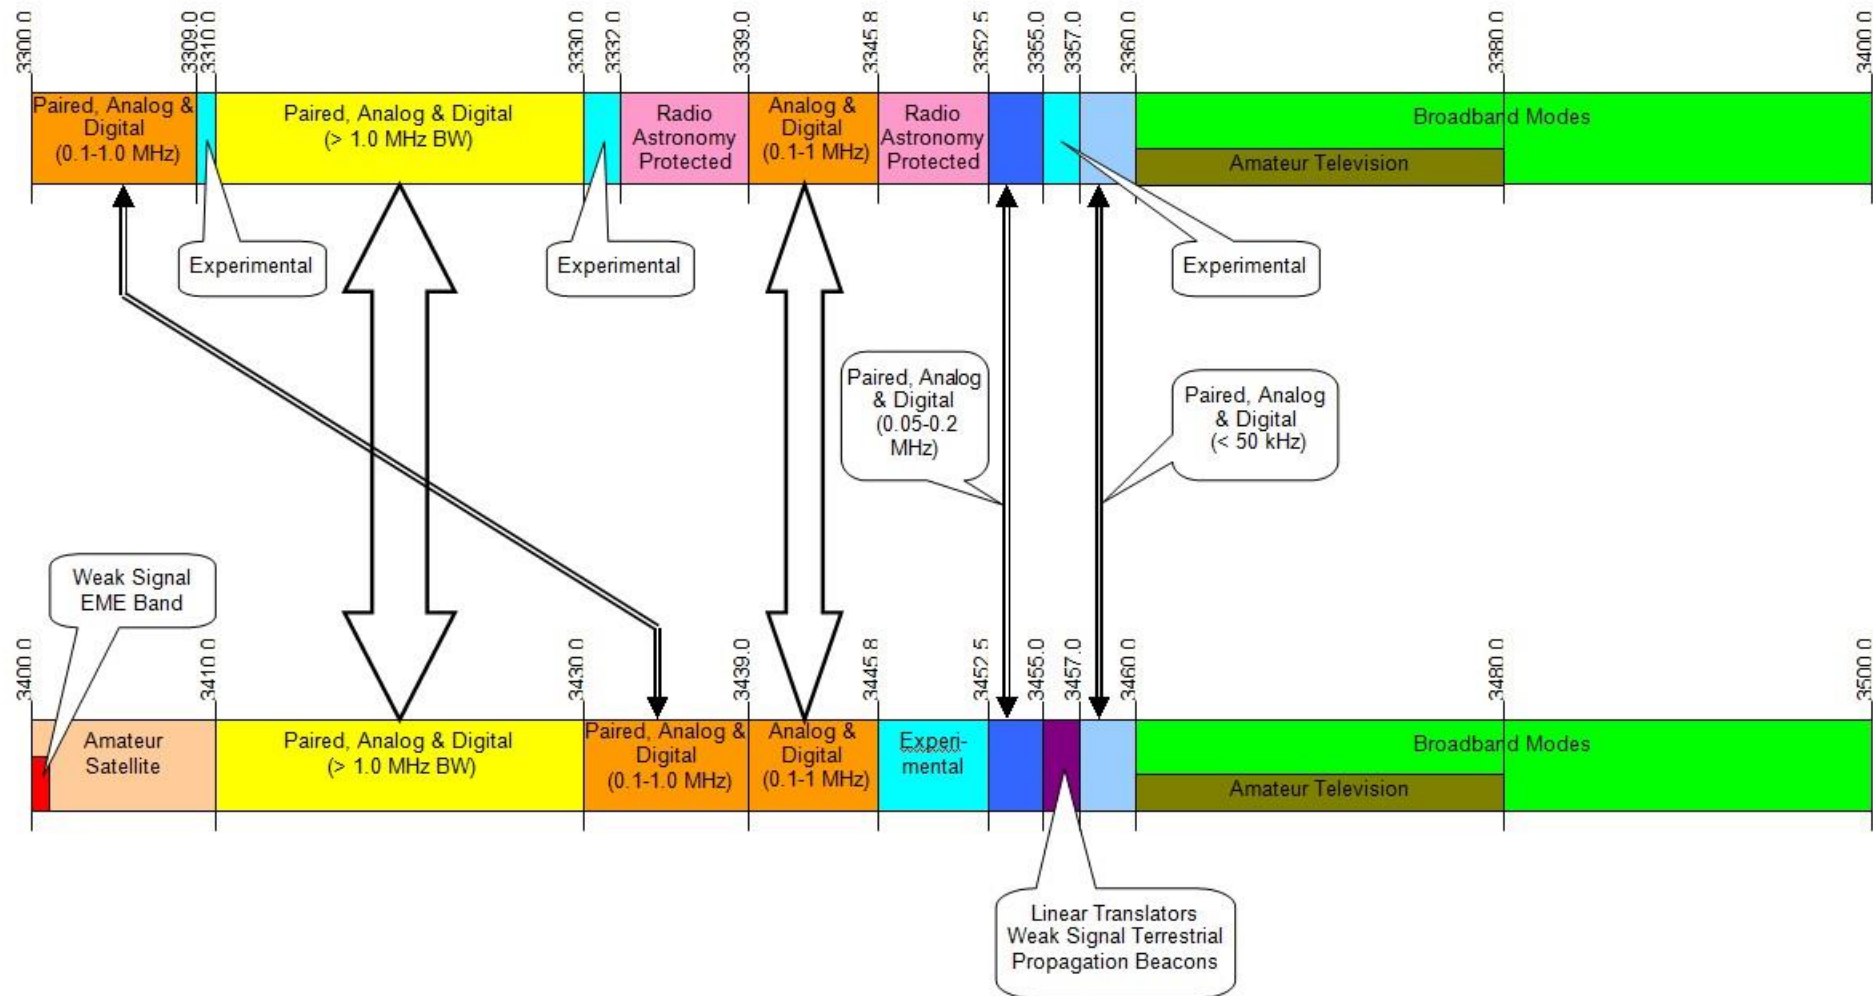 3300.0
3309.0
3310.0
3330.0
3332.0
3339.0
3345.8
3352.5
3355.0
3357.0
3360.0
3380.0
3400.0
Paired, Analog &
Digital
(0.1-1.0 MHz)
Paired, Analog & Digital
(> 1.0 MHz BW)
Radio
Astronomy
Protected
Analog &
Digital
(0.1-1 MHz)
Radio
Astronomy
Protected
Broadband Modes
Amateur Television
Experimental
Experimental
Experimental
Paired, Analog
& Digital
(0.05-0.2
MHz)
Paired, Analog
& Digital
(< 50 kHz)
Weak Signal
EME Band
3400.0
3410.0
3430.0
3439.0
3445.8
3452.5
3455.0
3457.0
3460.0
3480.0
3500.0
Amateur
Satellite
Paired, Analog & Digital
(> 1.0 MHz BW)
Paired, Analog &
Digital
(0.1-1.0 MHz)
Analog &
Digital
(0.1-1 MHz)
Experi-
mental
Broadband Modes
Amateur Television
Linear Translators
Weak Signal Terrestrial
Propagation Beacons